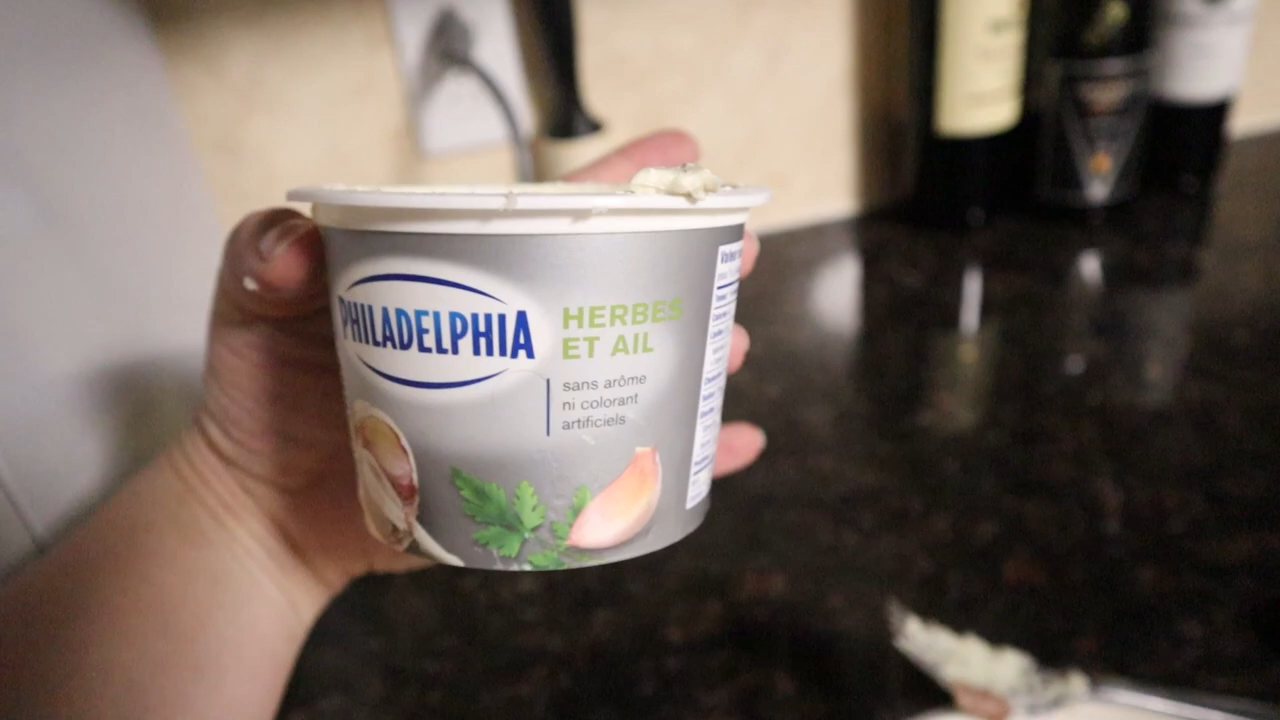 PHILADELPHIA
HERBES
ET AIL
sans arôme
ni colorant
artificiels